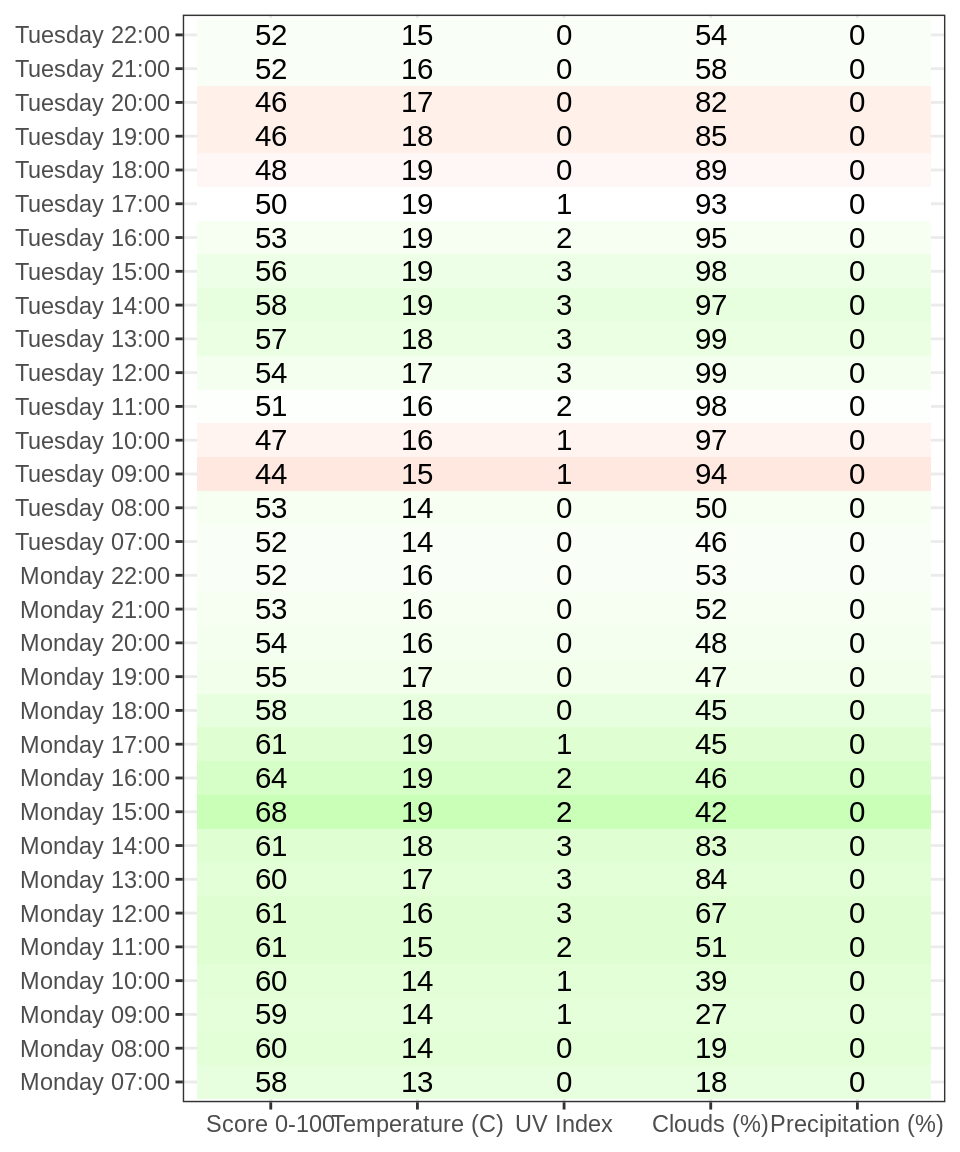 Tuesday 22:00 52 15 0 54 0
Tuesday 21:00 52 16 0 58 0
Tuesday 20:00 46 17 0 82 0
Tuesday 19:00 46 18 0 85 0
Tuesday 18:00 48 19 0 89 0
Tuesday 17:00 50 19 1 93 0
Tuesday 16:00 53 19 2 95 0
Tuesday 15:00 56 19 3 98 0
Tuesday 14:00 58 19 3 97 0
Tuesday 13:00 57 18 3 99 0
Tuesday 12:00 54 17 3 99 0
Tuesday 11:00 51 16 2 98 0
Tuesday 10:00 47 16 1 97 0
Tuesday 09:00 44 15 1 94 0
Tuesday 08:00 53 14 0 50 0
Tuesday 07:00 52 14 0 46 0
Monday 22:00 52 16 0 53 0
Monday 21:00 53 16 0 52 0
Monday 20:00 54 16 0 48 0
Monday 19:00 55 17 0 47 0
Monday 18:00 58 18 0 45 0
Monday 17:00 61 19 1 45 0
Monday 16:00 64 19 2 46 0
Monday 15:00 68 19 2 42 0
Monday 14:00 61 18 3 83 0
Monday 13:00 60 17 3 84 0
Monday 12:00 61 16 3 67 0
Monday 11:00 61 15 2 51 0
Monday 10:00 60 14 1 39 0
Monday 09:00 59 14 1 27 0
Monday 08:00 60 14 0 19 0
Monday 07:00 58 13 0 18 0
Score 0-100 Temperature (C) UV Index Clouds (%) Precipitation (%)